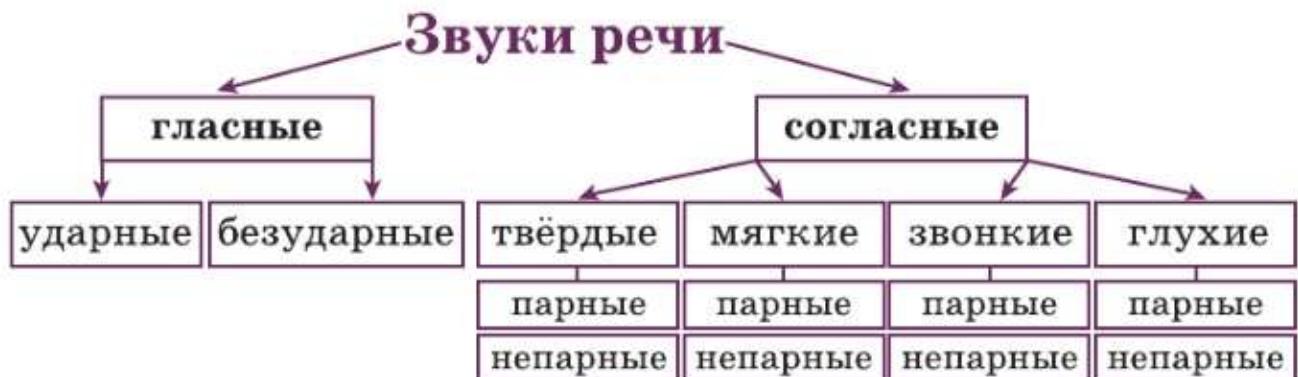 Звуки речи
гласные согласные
ударные безударные твёрдые мягкие звонкие глухие
парные парные парные парные
непарные непарные непарные непарные